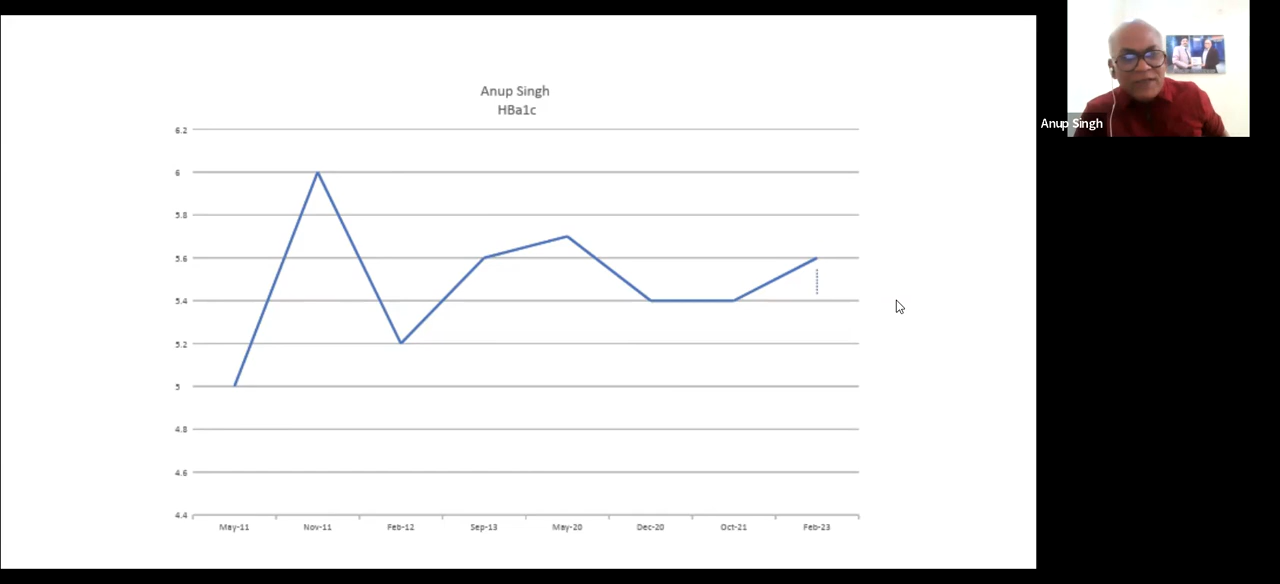 Anup Singh
HBa1c
6.2
6
5.8
5.6
5.4
5.2
5
4.8
4.6
4.4
May-11 Nov-11 Feb-12 Sep-13 May-20 Dec-20 Oct-21 Feb-23
Anup Singh